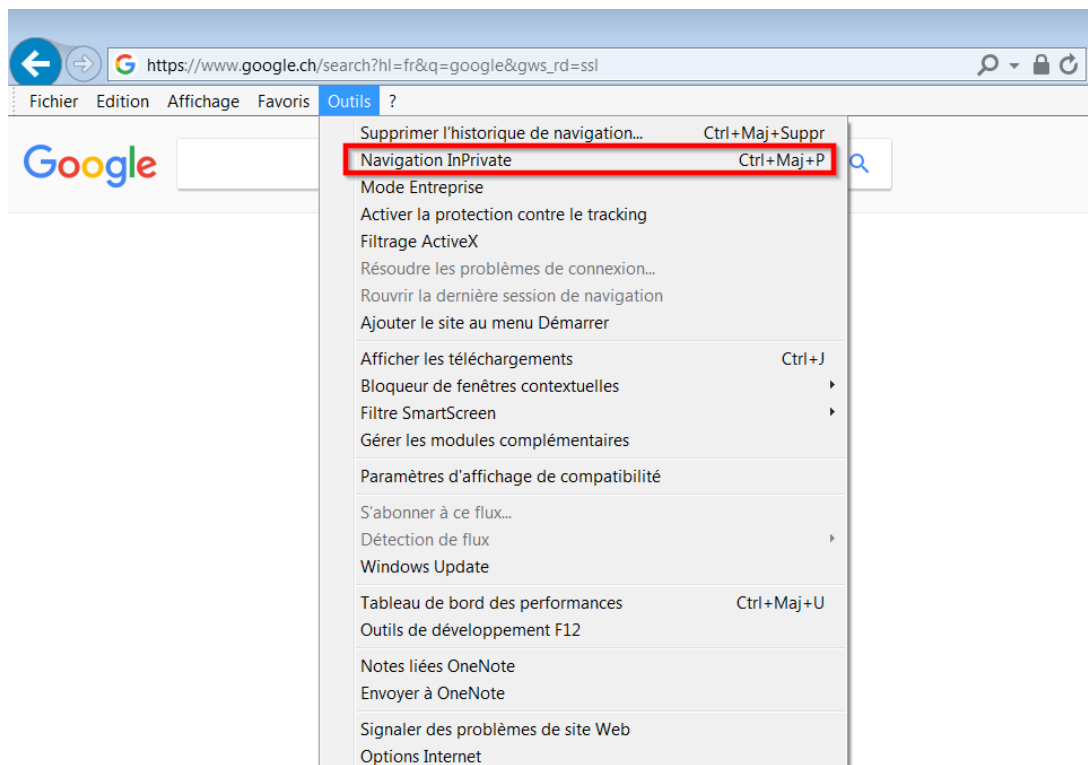 https://www.google.ch/search?hl=fr&q=google&gws_rd=ssl
Fichier Edition Affichage Favoris Outils ?
Google
Supprimer l'historique de navigation... Ctrl+Maj+Suppr
Navigation InPrivate Ctrl+Maj+P
Mode Entreprise
Activer la protection contre le tracking
Filtrage ActiveX
Résoudre les problèmes de connexion...
Rouvrir la dernière session de navigation
Ajouter le site au menu Démarrer
Afficher les téléchargements Ctrl+J
Bloqueur de fenêtres contextuelles
Filtre SmartScreen
Gérer les modules complémentaires
Paramètres d'affichage de compatibilité
S'abonner à ce flux...
Détection de flux
Windows Update
Tableau de bord des performances Ctrl+Maj+U
Outils de développement F12
Notes liées OneNote
Envoyer à OneNote
Signaler des problèmes de site Web
Options Internet